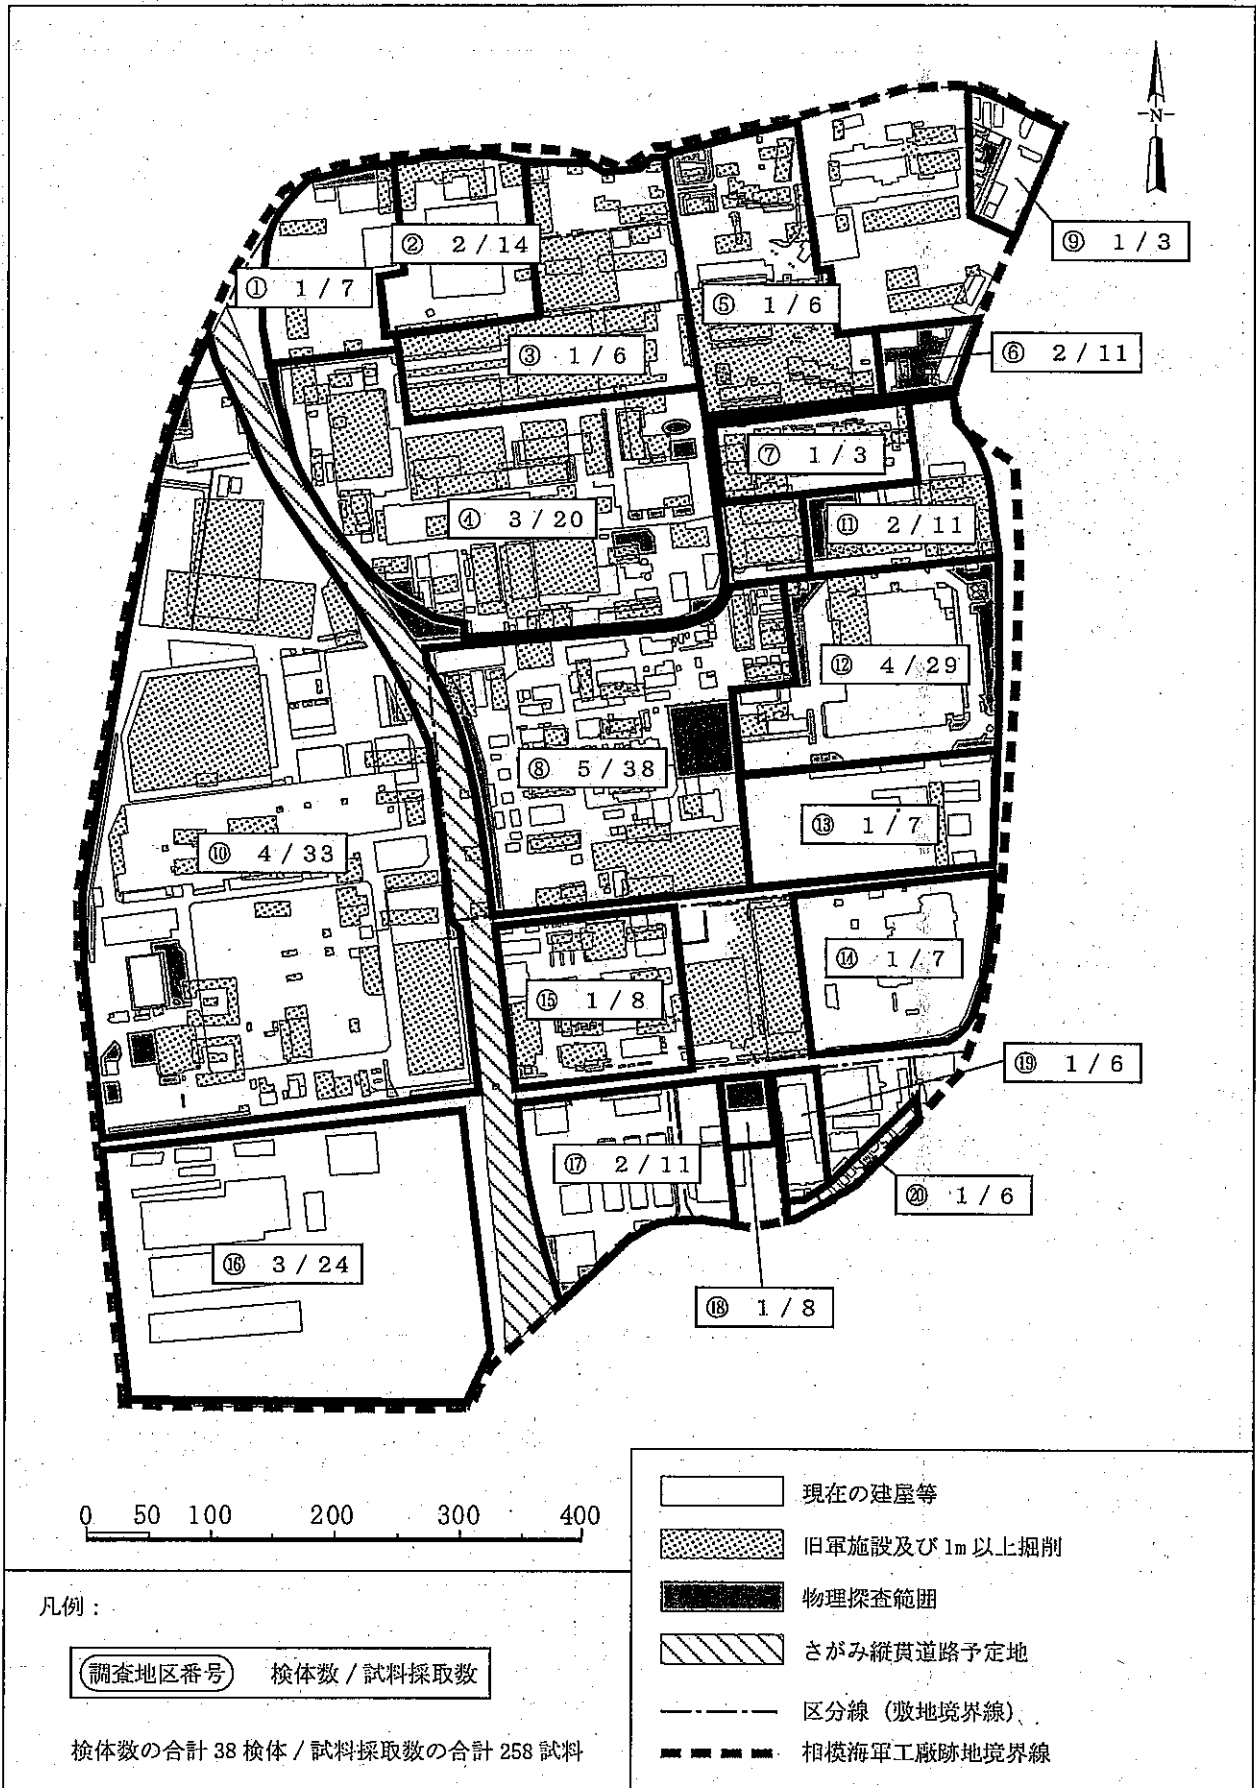 N
② 2 / 14
⑨ 1 / 3
① 1 / 7
⑤ 1 / 6
③ 1 / 6
⑥ 2 / 11
⑦ 1 / 3
④ 3 / 20
⑪ 2 / 11
⑫ 4 / 29
⑧ 5 / 38
⑬ 1 / 7
⑩ 4 / 33
⑭ 1 / 7
⑮ 1 / 8
⑲ 1 / 6
⑰ 2 / 11
⑳ 1 / 6
⑯ 3 / 24
⑱ 1 / 8
0 50 100 200 300 400
現在の建屋等
旧軍施設及び 1m 以上掘削
物理探査範囲
さがみ縦貫道路予定地
区分線（敷地境界線）
相模海軍工廠跡地境界線
凡例：
調査地区番号 検体数 / 試料採取数
検体数の合計 38 検体 / 試料採取数の合計 258 試料